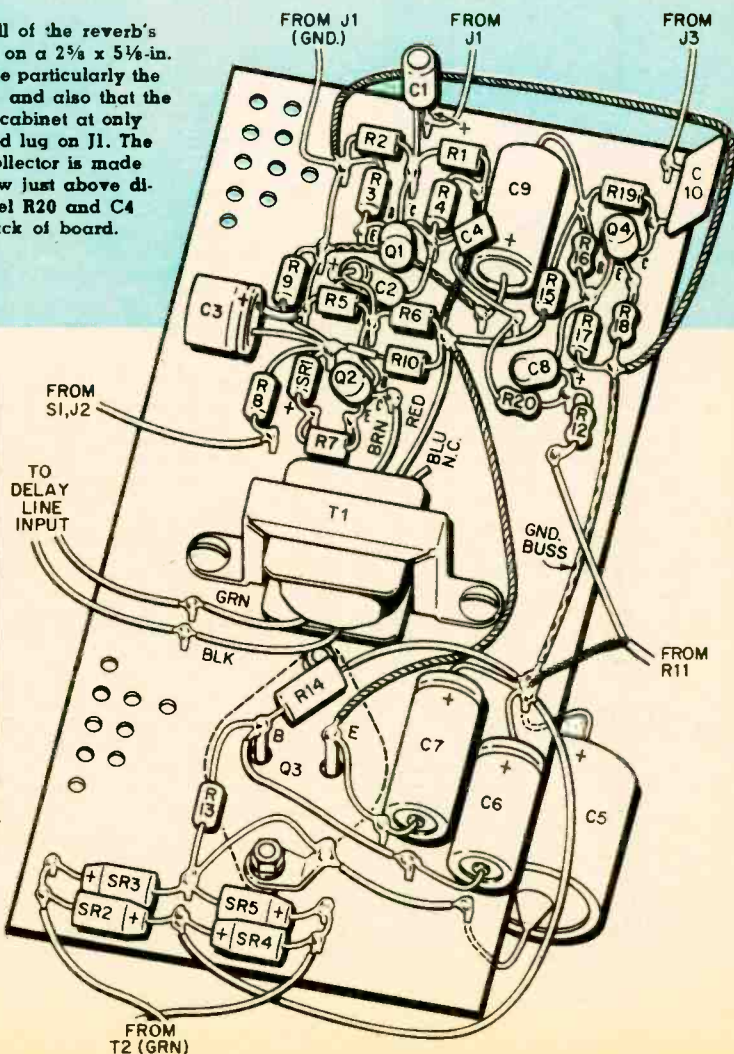 ll of the reverb's
on a 2⅝ x 5⅛-in.
e particularly the
and also that the
cabinet at only
d lug on J1. The
ollector is made
w just above di-
el R20 and C4
ck of board.
FROM J1
(GND.)
FROM
J1
FROM
J3
C1
R2
R1
R3
R4
C9
C4
R19
C10
Q4
R16
Q1
E
C
E
C
R9
C2
R5
R6
R15
R18
R17
C3
+
R10
C8
+
R20
R12
R8
SR1
+
Q2
E
C
R7
BRN
RED
BLU
N.C.
FROM
S1,J2
T1
TO
DELAY
LINE
INPUT
GND.
BUSS
GRN
BLK
FROM
R11
R14
B
E
Q3
C7
+
C6
+
C5
+
R13
+ SR3
SR2 +
SR5 +
+ SR4
FROM
T2 (GRN)